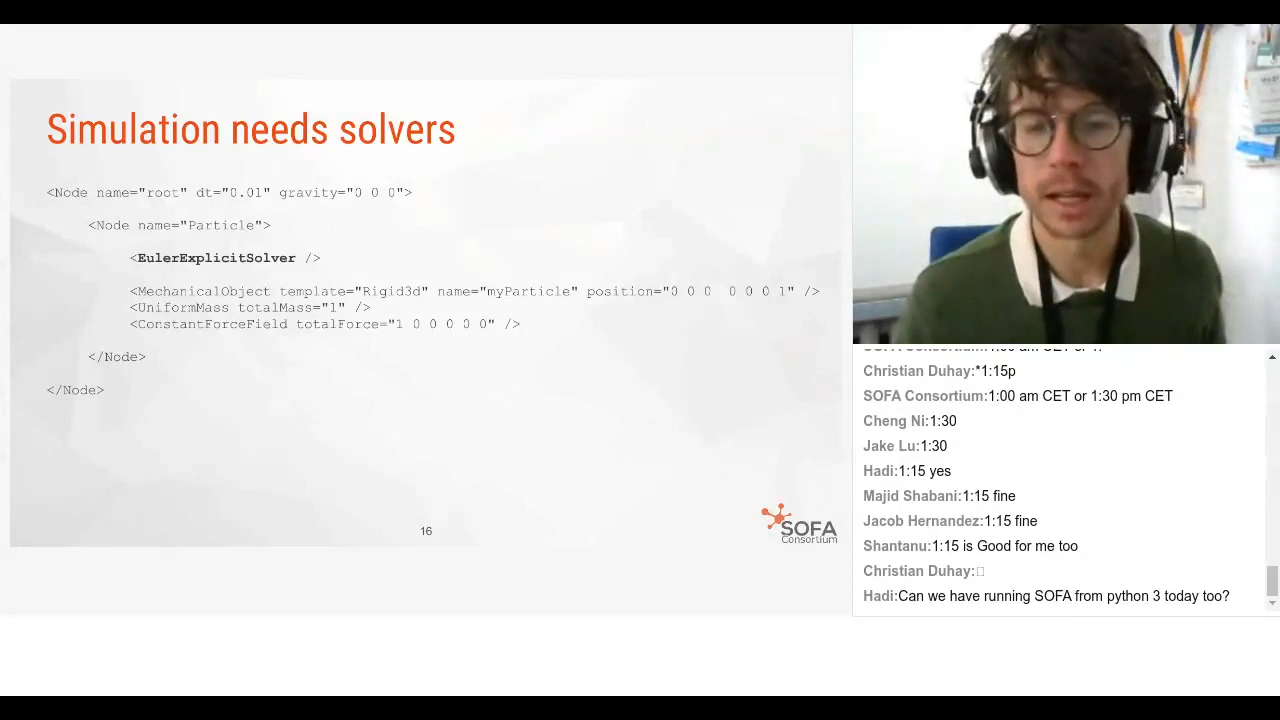 Simulation needs solvers
<Node name="root" dt="0.01" gravity="0 0 0">
<Node name="Particle">
<EulerExplicitSolver />
<MechanicalObject template="Rigid3d" name="myParticle" position="0 0 0  0 0 0 1" />
<UniformMass totalMass="1" />
<ConstantForceField totalForce="1 0 0 0 0 0" />
</Node>
</Node>
16
SOFA
Consortium
Christian Duhay:*1:15p
SOFA Consortium:1:00 am CET or 1:30 pm CET
Cheng Ni:1:30
Jake Lu:1:30
Hadi:1:15 yes
Majid Shabani:1:15 fine
Jacob Hernandez:1:15 fine
Shantanu:1:15 is Good for me too
Christian Duhay:
Hadi:Can we have running SOFA from python 3 today too?